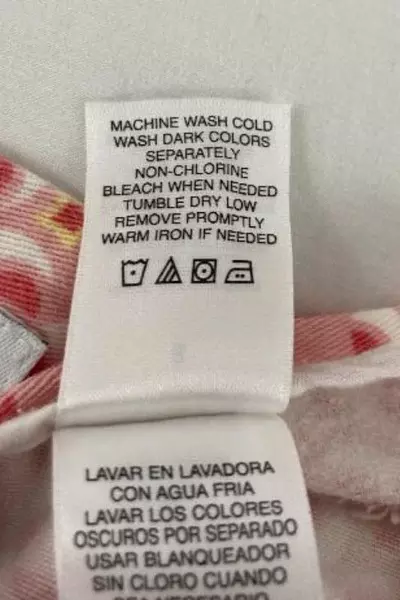 MACHINE WASH COLD
WASH DARK COLORS
SEPARATELY
NON-CHLORINE
BLEACH WHEN NEEDED
TUMBLE DRY LOW
REMOVE PROMPTLY
WARM IRON IF NEEDED
LAVAR EN LAVADORA
CON AGUA FRIA
LAVAR LOS COLORES
OSCUROS POR SEPARADO
USAR BLANQUEADOR
SIN CLORO CUANDO
SEA NECESARIO